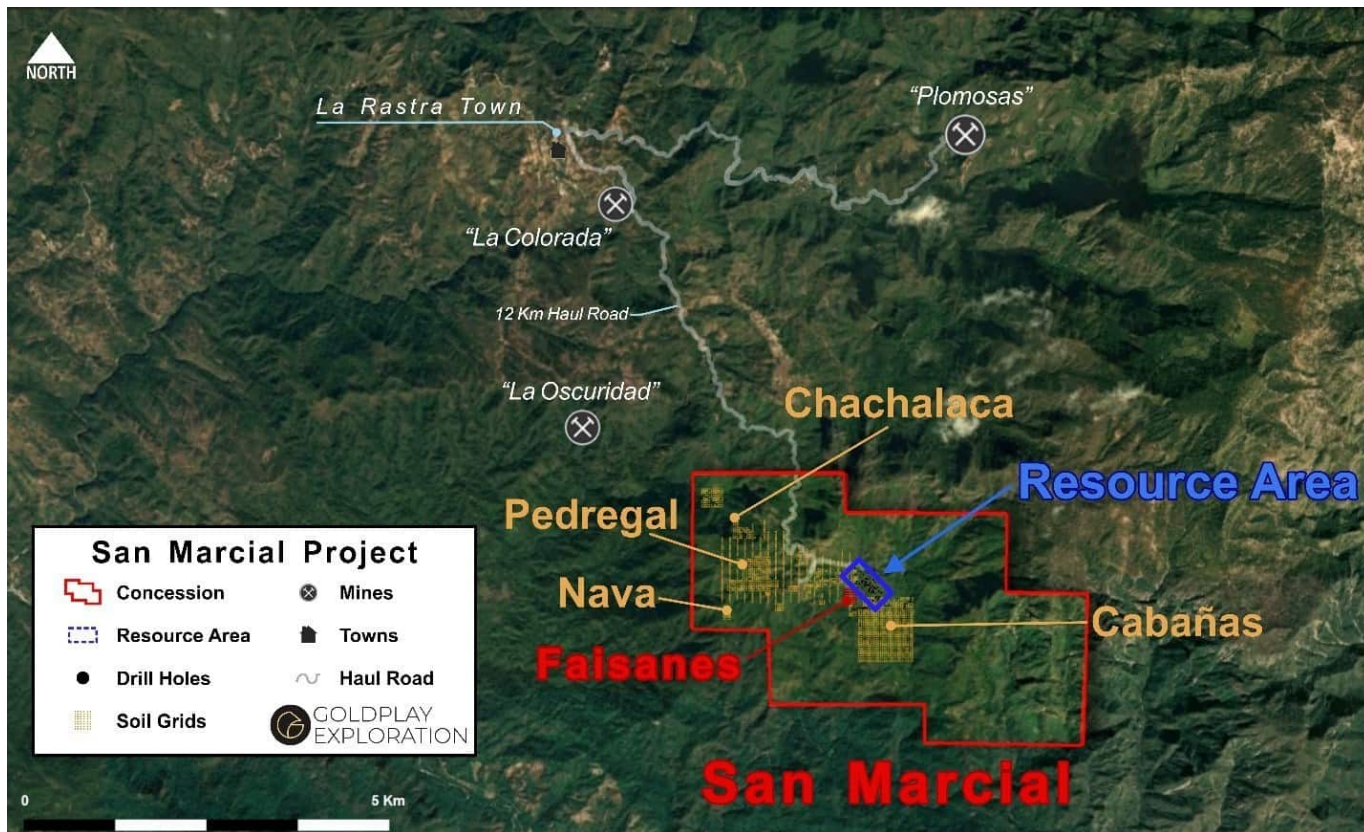 NORTH
La Rastra Town
“Plomosas”
“La Colorada”
12 Km Haul Road
“La Oscuridad”
Chachalaca
Resource Area
Pedregal
Nava
Cabañas
Faisanes
San Marcial
San Marcial Project
Concession
Mines
Resource Area
Towns
Drill Holes
Haul Road
Soil Grids
GOLDPLAY
EXPLORATION
0
5 Km